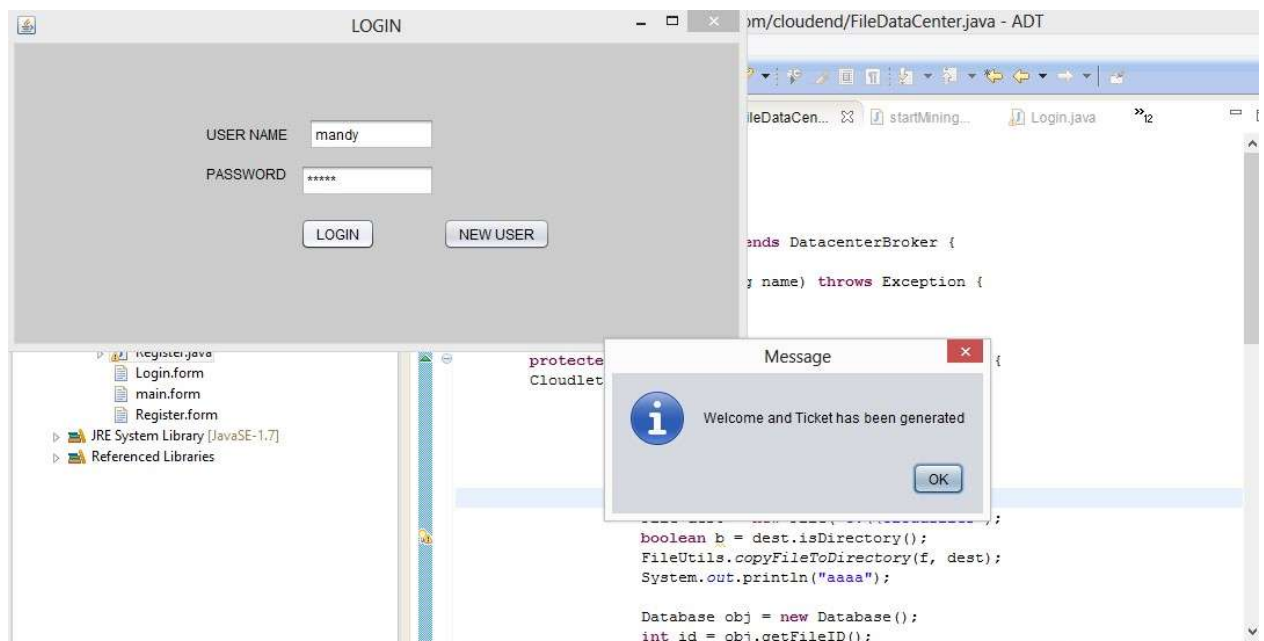 LOGIN
om/cloudend/FileDataCenter.java - ADT
USER NAME mandy
PASSWORD *****
LOGIN NEW USER
ileDataCen... startMining... Login.java »12
ends DatacenterBroker {
g name) throws Exception {
Register.java
Login.form
main.form
Register.form
JRE System Library [JavaSE-1.7]
Referenced Libraries
protecte {
Cloudlet
Message
Welcome and Ticket has been generated
OK
boolean b = dest.isDirectory();
FileUtils.copyFileToDirectory(f, dest);
System.out.println("aaaa");
Database obj = new Database();
int id = obj.getFileID();